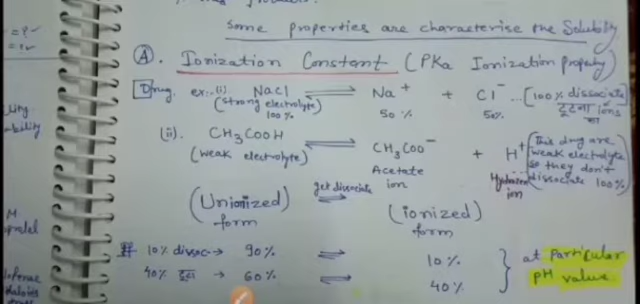 Some properties are characterise the Solubility
(A). Ionization Constant (PKa Ionization propaty)
Drug. ex:-(i) NaCl ⇌ Na+ + Cl- ... [100% dissociate
(strong electrolyte) 50% 50% टूटना ions का
100%
(ii). CH3COOH ⇌ CH3COO- + H+ (This drug are
(weak electrolyte) weak electrolyte
Acetate so they don't
ion Hydrogen dissociate 100%)
ion
(Unionized) get dissociate (ionized)
form form
# 10% dissoc→ 90% ⇌ 10% } at particular
40% टूटा → 60% ⇌ 40% pH value.